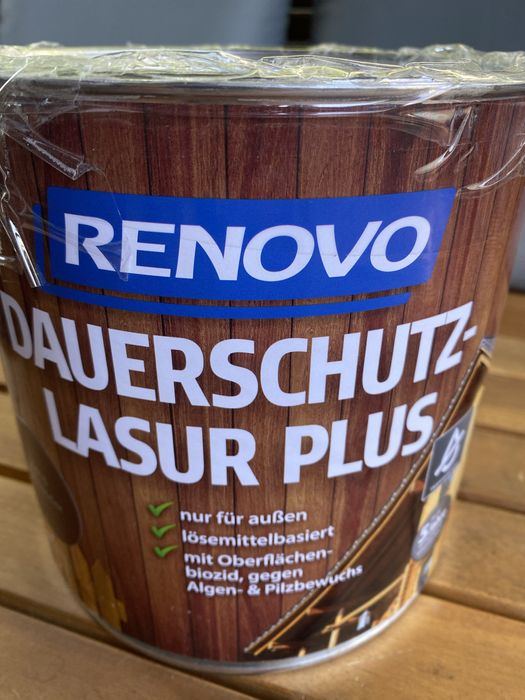 RENOVO
DAUERSCHUTZ-
LASUR PLUS
nur für außen
lösemittelbasiert
mit Oberflächen-
biozid, gegen
Algen- & Pilzbewuchs